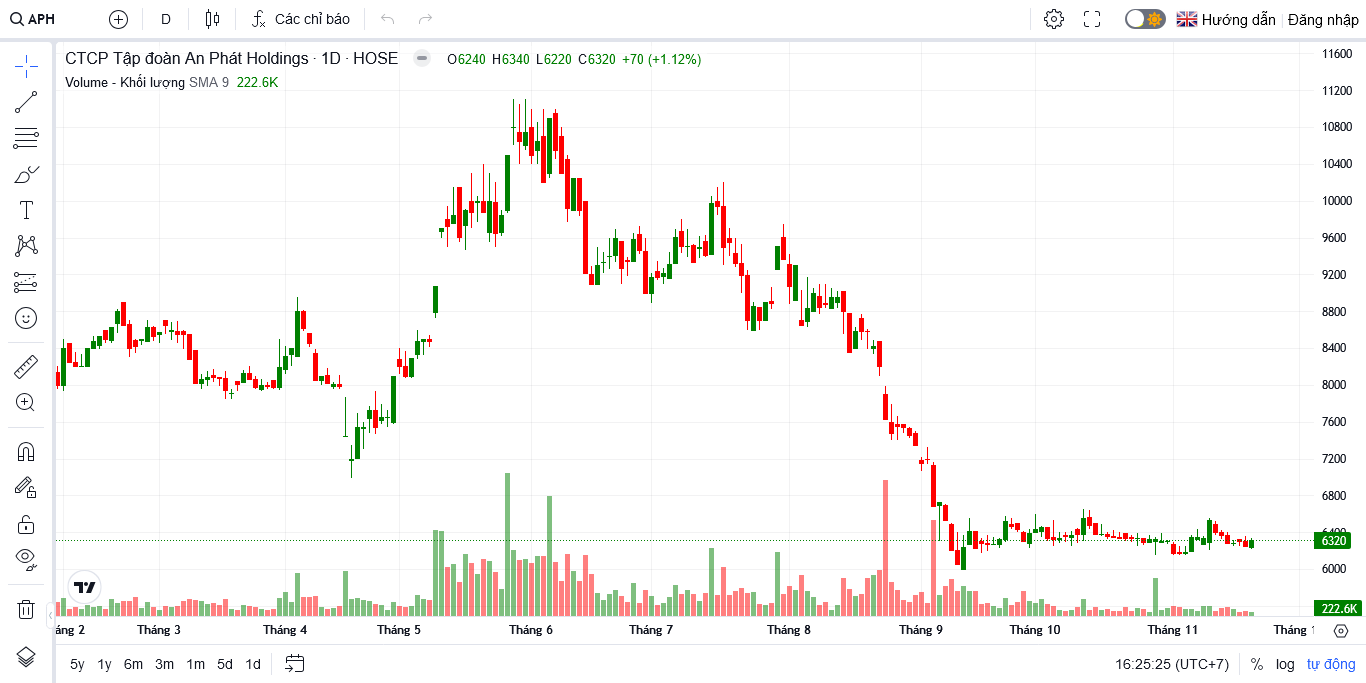 APH D Các chỉ báo Hướng dẫn Đăng nhập
CTCP Tập đoàn An Phát Holdings · 1D · HOSE O6240 H6340 L6220 C6320 +70 (+1.12%)
Volume - Khối lượng SMA 9 222.6K
11600
11200
10800
10400
10000
9600
9200
8800
8400
8000
7600
7200
6800
6400
6320
6000
222.6K
áng 2 Tháng 3 Tháng 4 Tháng 5 Tháng 6 Tháng 7 Tháng 8 Tháng 9 Tháng 10 Tháng 11 Tháng 1
5y 1y 6m 3m 1m 5d 1d 16:25:25 (UTC+7) % log tự động